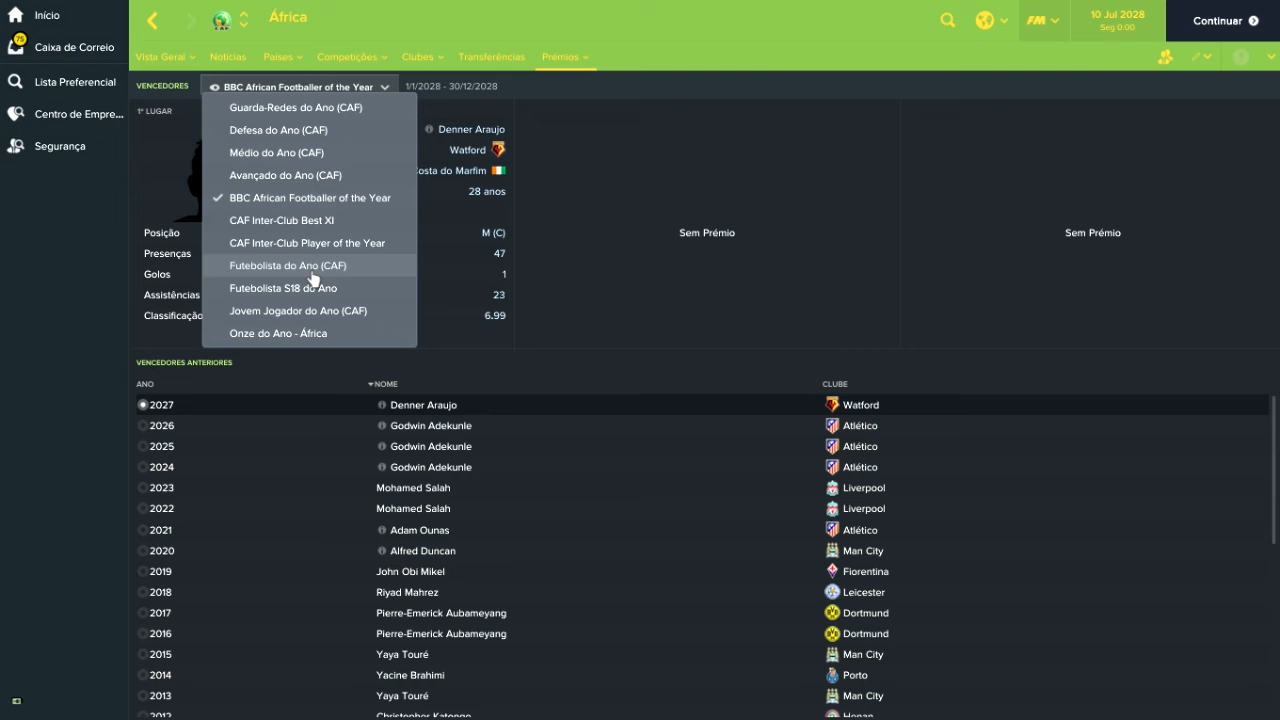 Início
África
FM
10 Jul 2028
Seg 0:00
Continuar
75
Caixa de Correio
Vista Geral
Notícias
Países
Competições
Clubes
Transferências
Prémios
Lista Preferencial
Centro de Empre...
Segurança
VENCEDORES
BBC African Footballer of the Year
1/1/2028 - 30/12/2028
Guarda-Redes do Ano (CAF)
Defesa do Ano (CAF)
Médio do Ano (CAF)
Avançado do Ano (CAF)
BBC African Footballer of the Year
CAF Inter-Club Best XI
CAF Inter-Club Player of the Year
Futebolista do Ano (CAF)
Futebolista S18 do Ano
Jovem Jogador do Ano (CAF)
Onze do Ano - África
1º LUGAR
Denner Araujo
Watford
Costa do Marfim
28 anos
Posição M (C)
Presenças 47
Golos 1
Assistências 23
Classificação 6.99
Sem Prémio
Sem Prémio
VENCEDORES ANTERIORES
ANO NOME CLUBE
2027 Denner Araujo Watford
2026 Godwin Adekunle Atlético
2025 Godwin Adekunle Atlético
2024 Godwin Adekunle Atlético
2023 Mohamed Salah Liverpool
2022 Mohamed Salah Liverpool
2021 Adam Ounas Atlético
2020 Alfred Duncan Man City
2019 John Obi Mikel Fiorentina
2018 Riyad Mahrez Leicester
2017 Pierre-Emerick Aubameyang Dortmund
2016 Pierre-Emerick Aubameyang Dortmund
2015 Yaya Touré Man City
2014 Yacine Brahimi Porto
2013 Yaya Touré Man City
2012 Christopher Katongo Henan